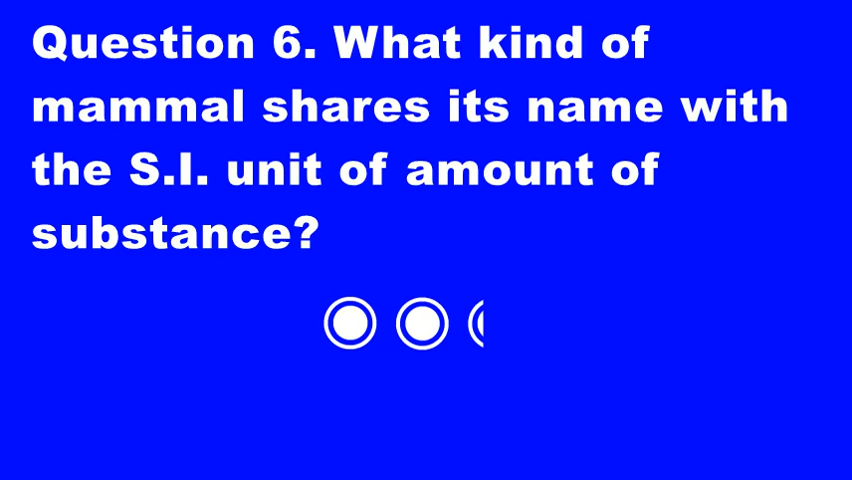 Question 6. What kind of
mammal shares its name with
the S.I. unit of amount of
substance?